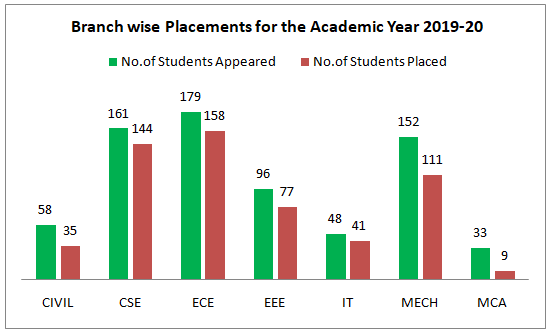 Branch wise Placements for the Academic Year 2019-20
No.of Students Appeared No.of Students Placed
58 35 161 144 179 158 96 77 48 41 152 111 33 9
CIVIL CSE ECE EEE IT MECH MCA